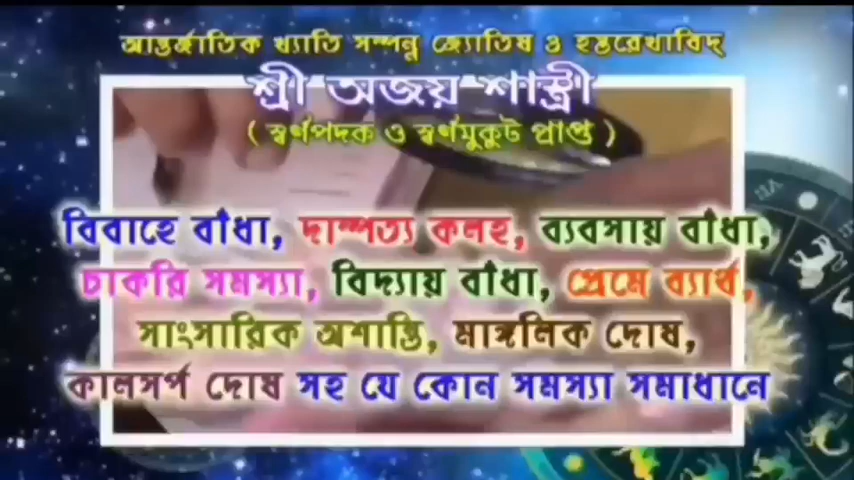 আন্তর্জাতিক খ্যাতি সম্পন্ন জ্যোতিষ ও হস্তরেখাবিদ্
শ্রী অজয় শাস্ত্রী
( স্বর্ণপদক ও স্বর্ণমুকুট প্রাপ্ত )
বিবাহে বাঁধা, দাম্পত্য কলহ, ব্যবসায় বাঁধা,
চাকরি সমস্যা, বিদ্যায় বাঁধা, প্রেমে ব্যার্থ,
সাংসারিক অশান্তি, মাঙ্গলিক দোষ,
কালসর্প দোষ সহ যে কোন সমস্যা সমাধানে